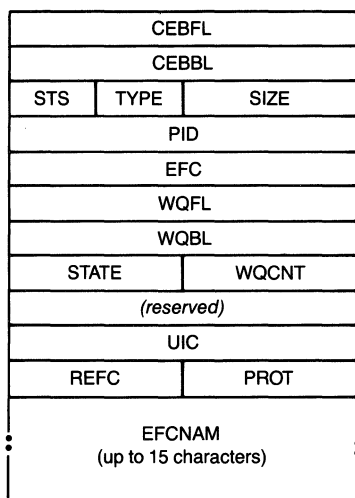 CEBFL
CEBBL
STS TYPE SIZE
PID
EFC
WQFL
WQBL
STATE WQCNT
(reserved)
UIC
REFC PROT
EFCNAM
(up to 15 characters)